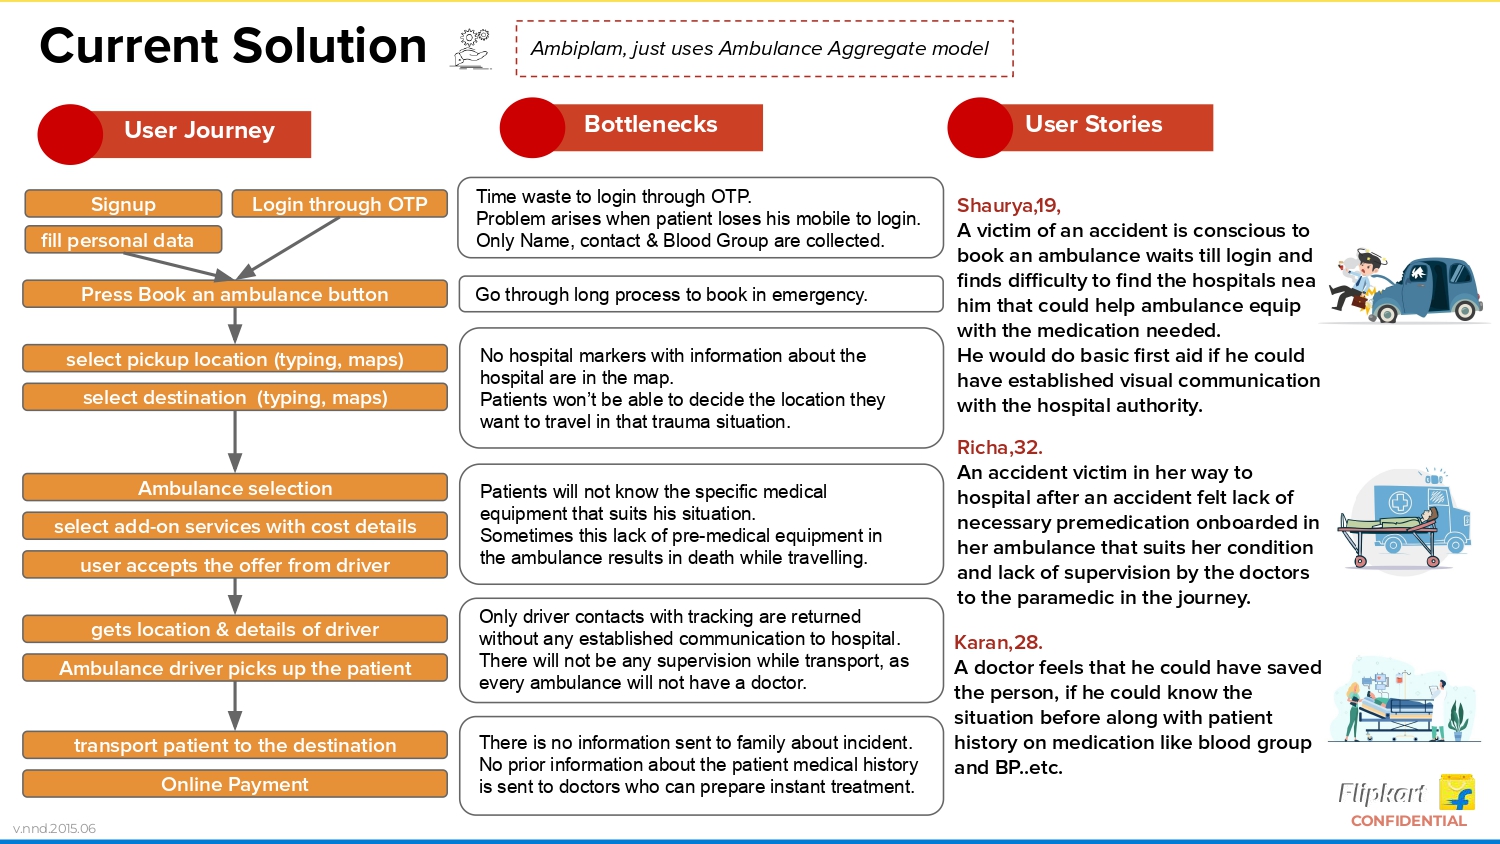 Current Solution
Ambiplam, just uses Ambulance Aggregate model
User Journey
Signup
Login through OTP
fill personal data
Press Book an ambulance button
select pickup location (typing, maps)
select destination (typing, maps)
Ambulance selection
select add-on services with cost details
user accepts the offer from driver
gets location & details of driver
Ambulance driver picks up the patient
transport patient to the destination
Online Payment
Bottlenecks
Time waste to login through OTP.
Problem arises when patient loses his mobile to login.
Only Name, contact & Blood Group are collected.
Go through long process to book in emergency.
No hospital markers with information about the
hospital are in the map.
Patients won't be able to decide the location they
want to travel in that trauma situation.
Patients will not know the specific medical
equipment that suits his situation.
Sometimes this lack of pre-medical equipment in
the ambulance results in death while travelling.
Only driver contacts with tracking are returned
without any established communication to hospital.
There will not be any supervision while transport, as
every ambulance will not have a doctor.
There is no information sent to family about incident.
No prior information about the patient medical history
is sent to doctors who can prepare instant treatment.
User Stories
Shaurya,19,
A victim of an accident is conscious to
book an ambulance waits till login and
finds difficulty to find the hospitals nea
him that could help ambulance equip
with the medication needed.
He would do basic first aid if he could
have established visual communication
with the hospital authority.
Richa,32.
An accident victim in her way to
hospital after an accident felt lack of
necessary premedication onboarded in
her ambulance that suits her condition
and lack of supervision by the doctors
to the paramedic in the journey.
Karan,28.
A doctor feels that he could have saved
the person, if he could know the
situation before along with patient
history on medication like blood group
and BP..etc.
Flipkart
CONFIDENTIAL
v.nnd.2015.06